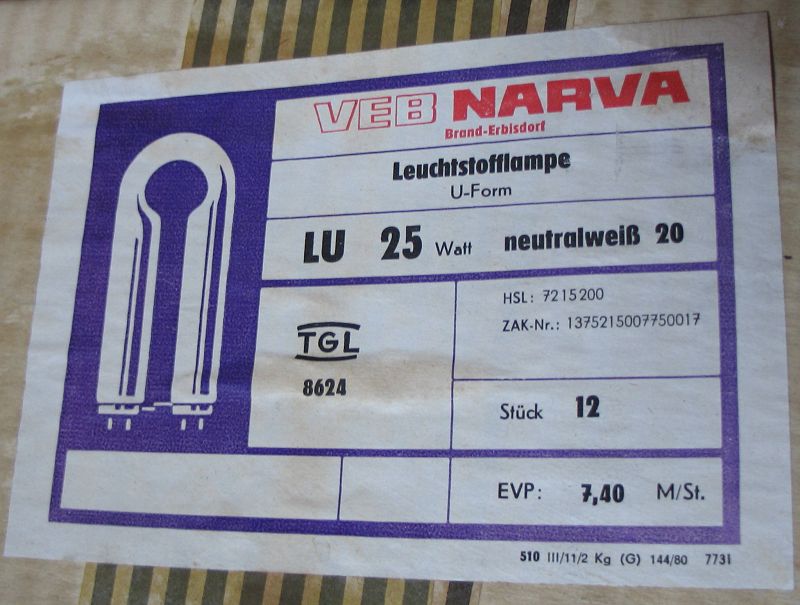 VEB NARVA
Brand-Erbisdorf
Leuchtstofflampe
U-Form
LU 25 Watt neutralweiß 20
TGL
8624
HSL: 7215200
ZAK-Nr.: 1375215007750017
Stück 12
EVP: 7,40 M/St.
510 III/11/2 Kg (G) 144/80 7731